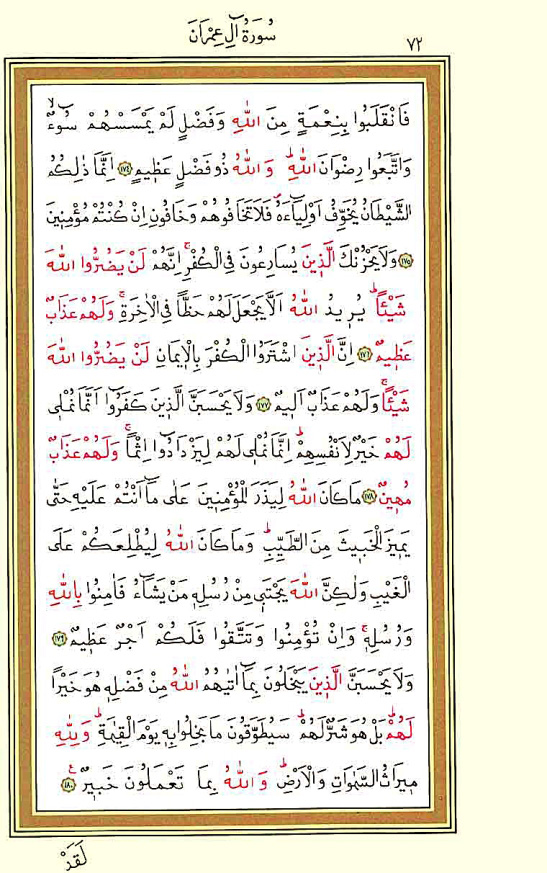 سُورَةُ آلِ عِمْرَانَ
٧٢
فَانْقَلَبُوا بِنِعْمَةٍ مِنَ اللّٰهِ وَفَضْلٍ لَمْ يَمْسَسْهُمْ سُوءٌۙ
وَاتَّبَعُوا رِضْوَانَ اللّٰهِۜ وَاللّٰهُ ذُو فَضْلٍ عَظِيمٍ ﴿١٧٤﴾ اِنَّمَا ذٰلِكُمُ
الشَّيْطَانُ يُخَوِّفُ اَوْلِيَٓاءَهُۖ فَلَا تَخَافُوهُمْ وَخَافُونِ اِنْ كُنْتُمْ مُؤْمِنِينَ
﴿١٧٥﴾ وَلَا يَحْزُنْكَ الَّذِينَ يُسَارِعُونَ فِي الْكُفْرِۚ اِنَّهُمْ لَنْ يَضُرُّوا اللّٰهَ
شَيْـًٔاۜ يُرِيدُ اللّٰهُ اَلَّا يَجْعَلَ لَهُمْ حَظًّا فِي الْاٰخِرَةِۚ وَلَهُمْ عَذَابٌ
عَظِيمٌ ﴿١٧٦﴾ اِنَّ الَّذِينَ اشْتَرَوُا الْكُفْرَ بِالْاِيمَانِ لَنْ يَضُرُّوا اللّٰهَ
شَيْـًٔاۚ وَلَهُمْ عَذَابٌ اَلِيمٌ ﴿١٧٧﴾ وَلَا يَحْسَبَنَّ الَّذِينَ كَفَرُٓوا اَنَّمَا نُمْلِي
لَهُمْ خَيْرٌ لِاَنْفُسِهِمْۜ اِنَّمَا نُمْلِي لَهُمْ لِيَزْدَادُٓوا اِثْمًاۚ وَلَهُمْ عَذَابٌ
مُهِينٌ ﴿١٧٨﴾ مَا كَانَ اللّٰهُ لِيَذَرَ الْمُؤْمِنِينَ عَلٰى مَٓا اَنْتُمْ عَلَيْهِ حَتّٰى
يَمِيزَ الْخَبِيثَ مِنَ الطَّيِّبِۜ وَمَا كَانَ اللّٰهُ لِيُطْلِعَكُمْ عَلَى
الْغَيْبِ وَلٰكِنَّ اللّٰهَ يَجْتَبِي مِنْ رُسُلِهِ مَنْ يَشَٓاءُ فَاٰمِنُوا بِاللّٰهِ
وَرُسُلِهِۚ وَاِنْ تُؤْمِنُوا وَتَتَّقُوا فَلَكُمْ اَجْرٌ عَظِيمٌ ﴿١٧٩﴾
وَلَا يَحْسَبَنَّ الَّذِينَ يَبْخَلُونَ بِمَٓا اٰتٰيهُمُ اللّٰهُ مِنْ فَضْلِهِ هُوَ خَيْرًا
لَهُمْۜ بَلْ هُوَ شَرٌّ لَهُمْۜ سَيُطَوَّقُونَ مَا بَخِلُوا بِهِ يَوْمَ الْقِيٰمَةِۜ وَلِلّٰهِ
مِيرَاثُ السَّمٰوَاتِ وَالْاَرْضِۜ وَاللّٰهُ بِمَا تَعْمَلُونَ خَبِيرٌ ﴿١٨٠﴾
لَقَدْ